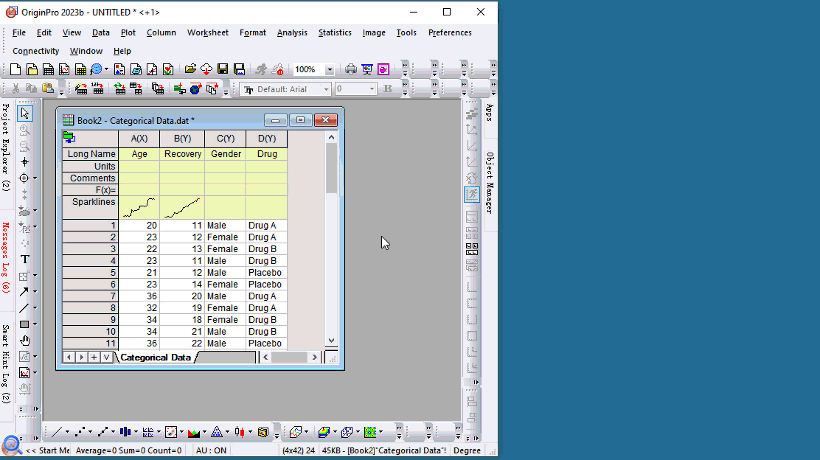 OriginPro 2023b - UNTITLED * <+1>
File Edit View Data Plot Column Worksheet Format Analysis Statistics Image Tools Preferences
Connectivity Window Help
100%
Default: Arial 0 B
Project Explorer (2)
Messages Log (6)
Smart Hint Log (2)
Apps
Object Manager
Book2 - Categorical Data.dat *
A(X) B(Y) C(Y) D(Y)
Long Name Age Recovery Gender Drug
Units
Comments
F(x)=
Sparklines
1 20 11 Male Drug A
2 23 12 Female Drug A
3 22 13 Female Drug B
4 23 11 Male Drug B
5 21 12 Male Placebo
6 23 14 Female Placebo
7 36 20 Male Drug A
8 32 19 Female Drug A
9 34 18 Female Drug B
10 34 21 Male Drug B
11 36 22 Male Placebo
Categorical Data
<< Start Me Average=0 Sum=0 Count=0 AU : ON (4x42) 24 45KB - [Book2]"Categorical Data"! Degree